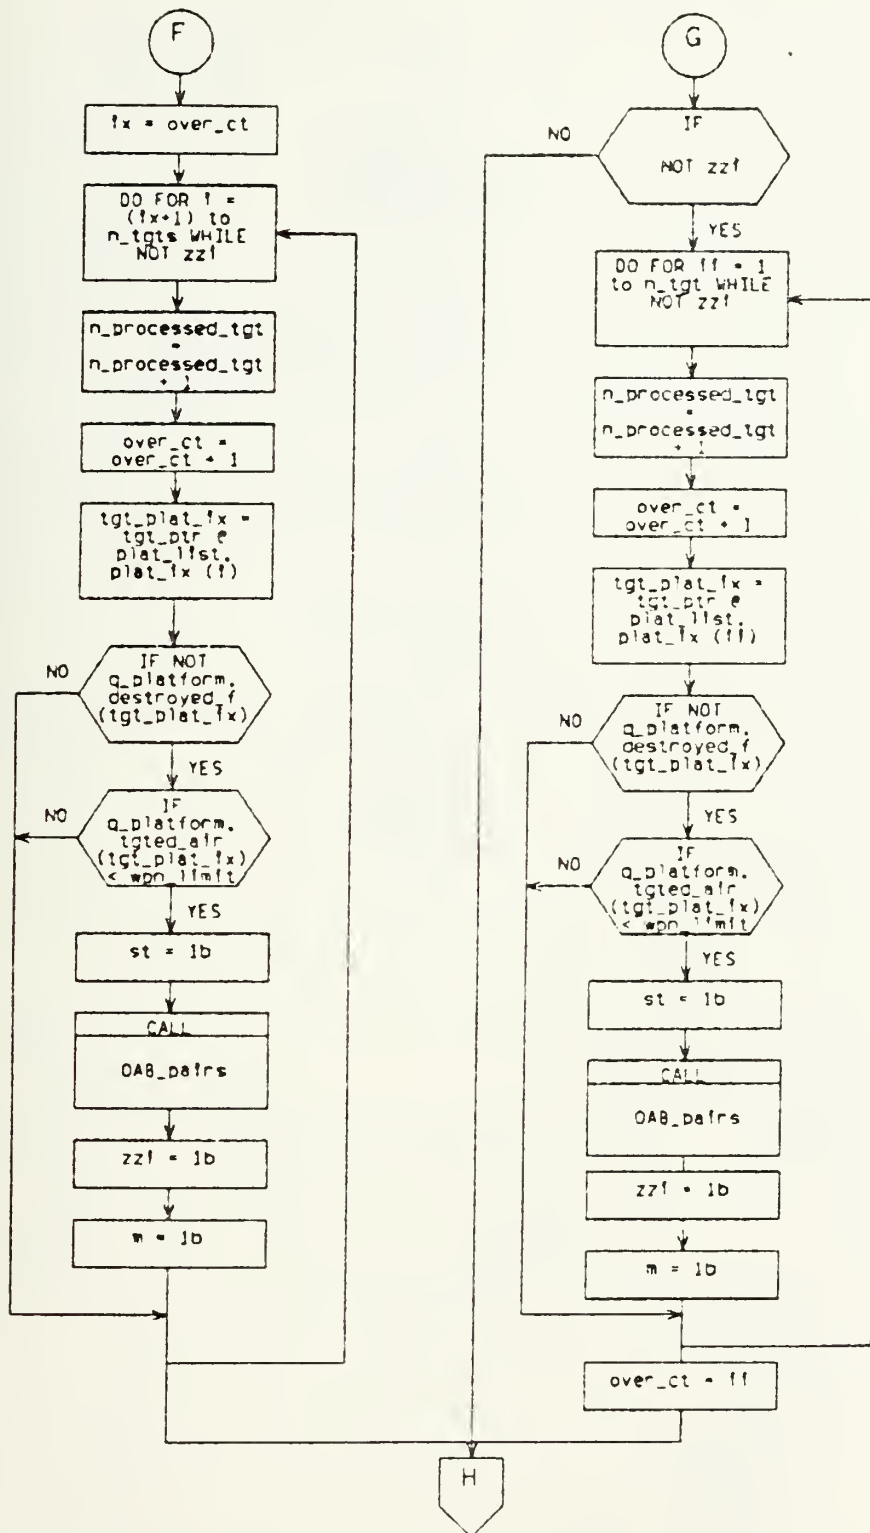 F
ix = over_ct
DO FOR i =
(ix+1) to
n_tgts WHILE
NOT zzf
n_processed_tgt
=
n_processed_tgt
+ 1
over_ct =
over_ct + 1
tgt_plat_ix =
tgt_ptr @
plat_list.
plat_ix (i)
NO
IF NOT
q_platform.
destroyed_f
(tgt_plat_ix)
YES
NO
IF
q_platform.
tgted_air
(tgt_plat_ix)
< wpn_limit
YES
st = 1b
CALL
OAB_pairs
zzf = 1b
m = 1b
G
NO
IF
NOT zzf
YES
DO FOR ii = 1
to n_tgt WHILE
NOT zzf
n_processed_tgt
=
n_processed_tgt
+ 1
over_ct =
over_ct + 1
tgt_plat_ix =
tgt_ptr @
plat_list.
plat_ix (ii)
NO
IF NOT
q_platform.
destroyed_f
(tgt_plat_ix)
YES
NO
IF
q_platform.
tgted_air
(tgt_plat_ix)
< wpn_limit
YES
st = 1b
CALL
OAB_pairs
zzf = 1b
m = 1b
over_ct = ii
H